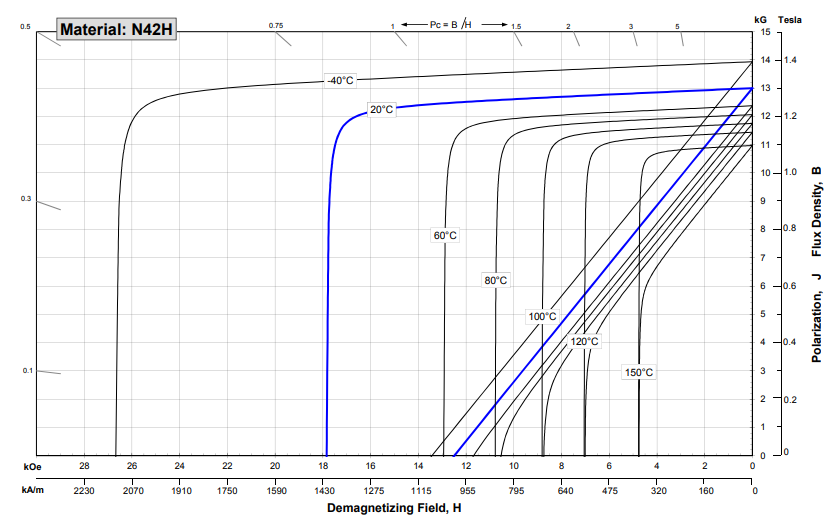 Material: N42H
0.5
0.75
1
Pc = B /H
1.5
2
3
5
kG Tesla
15
14
1.4
13
12
1.2
11
10
1.0
9
8
0.8
7
6
0.6
5
4
0.4
3
2
0.2
1
0
0
0.3
0.1
-40°C
20°C
60°C
80°C
100°C
120°C
150°C
Polarization, J Flux Density, B
kOe 28 26 24 22 20 18 16 14 12 10 8 6 4 2 0
kA/m 2230 2070 1910 1750 1590 1430 1275 1115 955 795 640 475 320 160 0
Demagnetizing Field, H